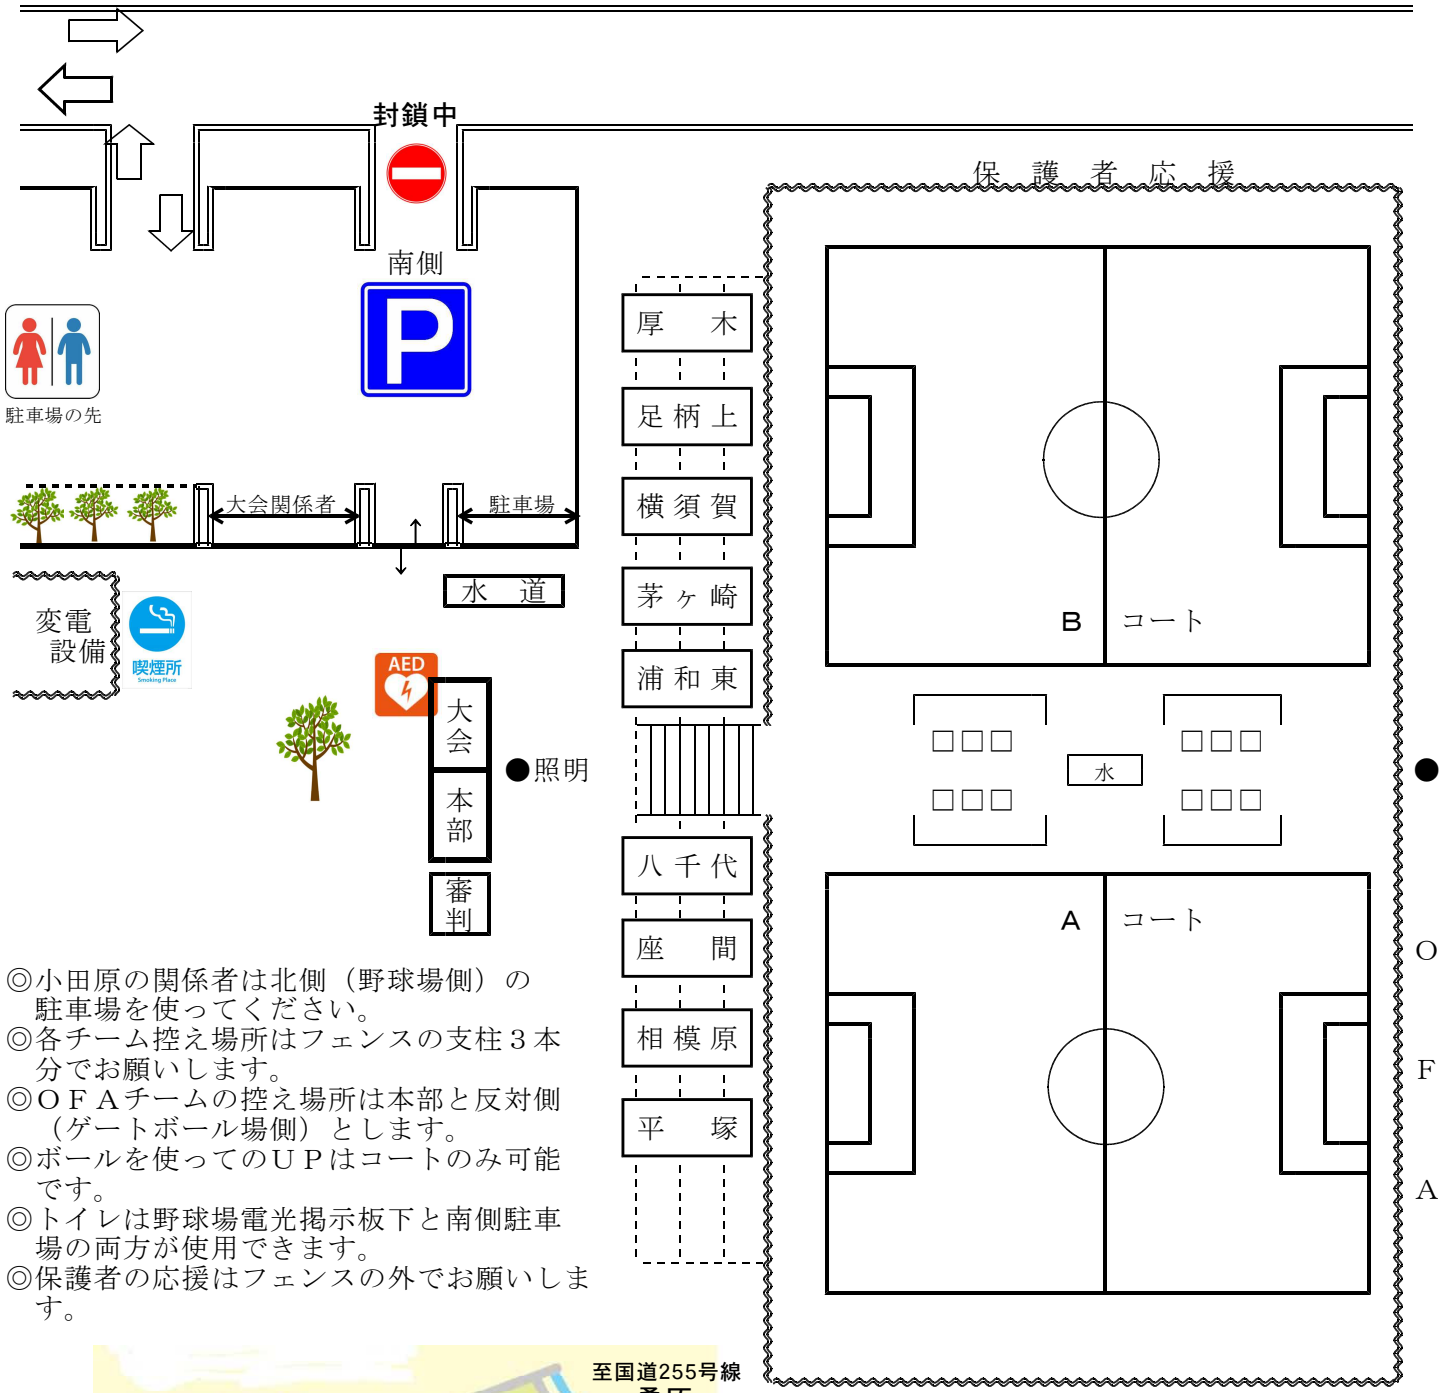 封鎖中
保　護　者　応　援
南側
P
駐車場の先
大会関係者
駐車場
水　道
変電
設備
喫煙所
Smoking Place
AED
大会
本部
審判
●照明
厚　木
足柄上
横須賀
茅ヶ崎
浦和東
八千代
座　間
相模原
平　塚
B　コート
□□□　□□□
水
□□□　□□□
A　コート
●
O
F
A
◎小田原の関係者は北側（野球場側）の
駐車場を使ってください。
◎各チーム控え場所はフェンスの支柱３本
分でお願いします。
◎ＯＦＡチームの控え場所は本部と反対側
（ゲートボール場側）とします。
◎ボールを使ってのＵＰはコートのみ可能
です。
◎トイレは野球場電光掲示板下と南側駐車
場の両方が使用できます。
◎保護者の応援はフェンスの外でお願いしま
す。
至国道255号線